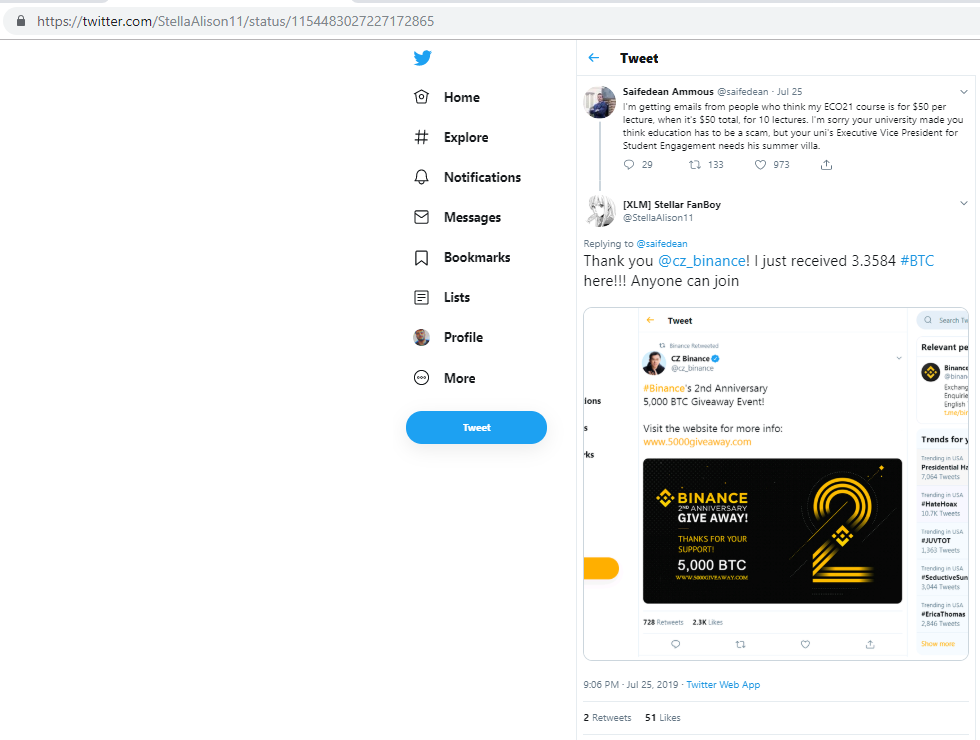 https://twitter.com/StellaAlison11/status/1154483027227172865
Home
Explore
Notifications
Messages
Bookmarks
Lists
Profile
More
Tweet
Tweet
Saifedean Ammous @saifedean · Jul 25
I'm getting emails from people who think my ECO21 course is for $50 per
lecture, when it's $50 total, for 10 lectures. I'm sorry your university made you
think education has to be a scam, but your uni's Executive Vice President for
Student Engagement needs his summer villa.
29 133 973
[XLM] Stellar FanBoy
@StellaAlison11
Replying to @saifedean
Thank you @cz_binance! I just received 3.3584 #BTC
here!!! Anyone can join
Tweet
Binance Retweeted
CZ Binance
@cz_binance
#Binance's 2nd Anniversary
5,000 BTC Giveaway Event!
Visit the website for more info:
www.5000giveaway.com
BINANCE
2ND ANNIVERSARY
GIVE AWAY!
THANKS FOR YOUR
SUPPORT!
5,000 BTC
WWW.5000GIVEAWAY.COM
2
728 Retweets 2.3K Likes
ions
s
ks
Search Tw
Relevant pe
Binance
@binan
Exchang
Enquirie
English
t.me/bin
Trends for y
Trending in USA
Presidential Ha
7,064 Tweets
Trending in USA
#HateHoax
10.7K Tweets
Trending in USA
#JUVTOT
1,363 Tweets
Trending in USA
#SeductiveSun
3,044 Tweets
Trending in USA
#EricaThomas
2,846 Tweets
Show more
9:06 PM · Jul 25, 2019 · Twitter Web App
2 Retweets 51 Likes